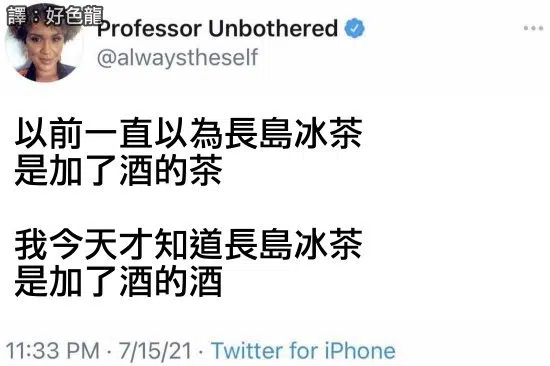 譯：好色龍
Professor Unbothered
@alwaystheself
以前一直以為長島冰茶
是加了酒的茶
我今天才知道長島冰茶
是加了酒的酒
11:33 PM · 7/15/21 · Twitter for iPhone